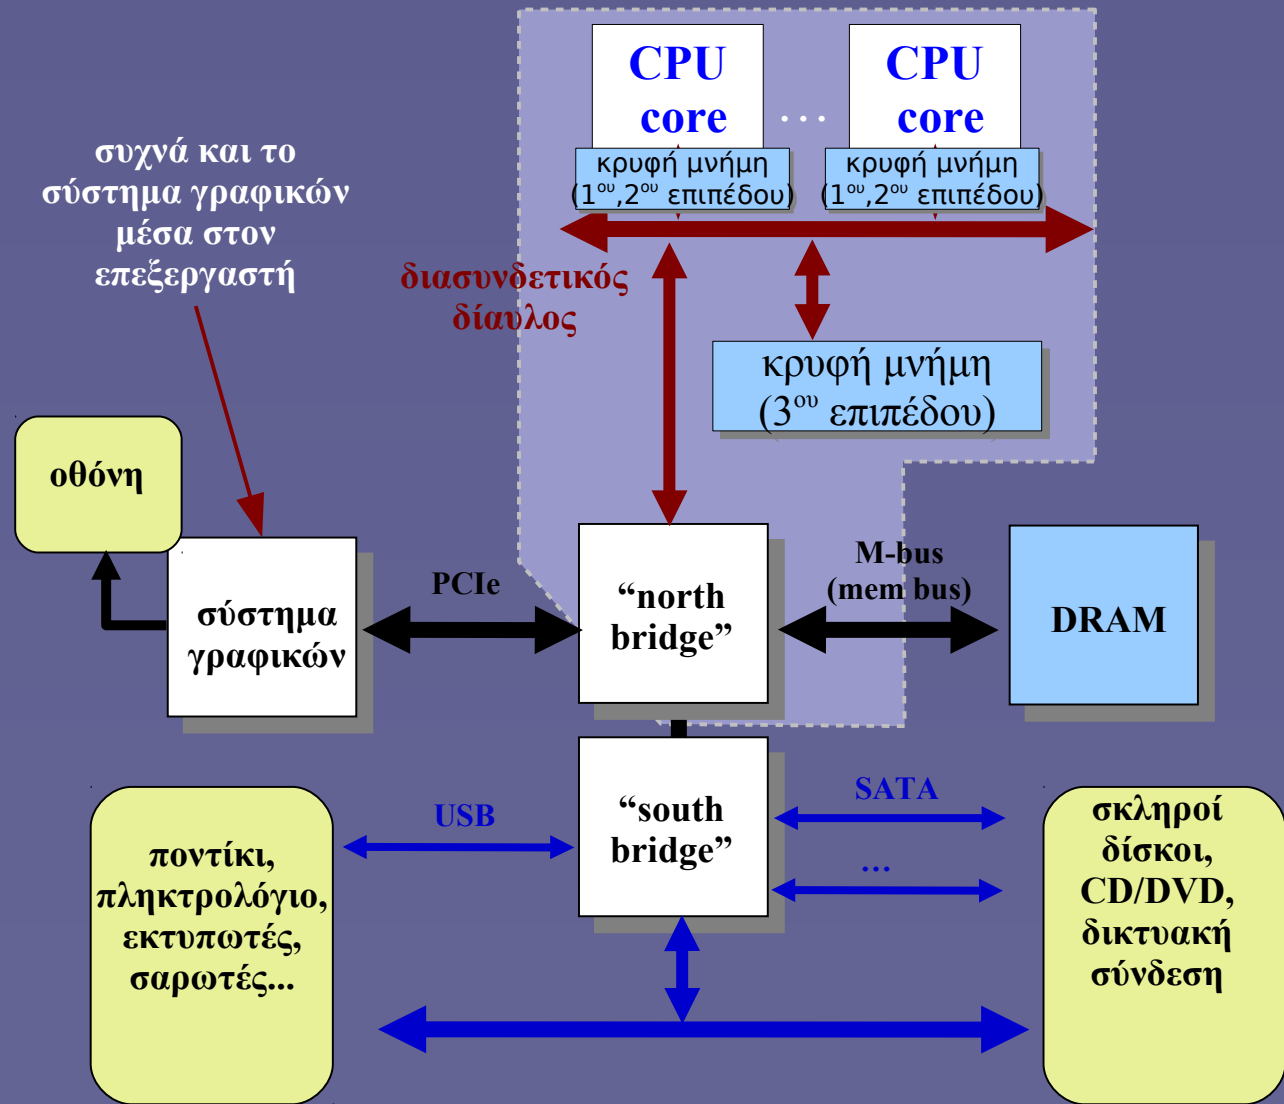 CPU
core
...
CPU
core
κρυφή μνήμη
(1ου,2ου επιπέδου)
κρυφή μνήμη
(1ου,2ου επιπέδου)
συχνά και το
σύστημα γραφικών
μέσα στον
επεξεργαστή
διασυνδετικός
δίαυλος
κρυφή μνήμη
(3ου επιπέδου)
οθόνη
σύστημα
γραφικών
PCIe
“north
bridge”
M-bus
(mem bus)
DRAM
“south
bridge”
USB
SATA
...
ποντίκι,
πληκτρολόγιο,
εκτυπωτές,
σαρωτές...
σκληροί
δίσκοι,
CD/DVD,
δικτυακή
σύνδεση